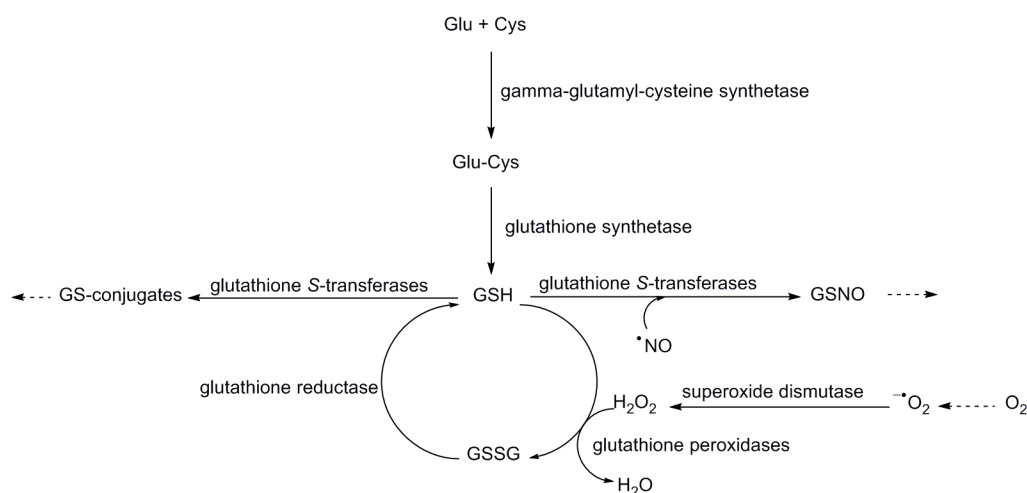 Glu + Cys
gamma-glutamyl-cysteine synthetase
Glu-Cys
glutathione synthetase
glutathione S-transferases
glutathione S-transferases
GS-conjugates
GSH
GSNO
•NO
glutathione reductase
superoxide dismutase
H₂O₂
⁻•O₂
O₂
glutathione peroxidases
GSSG
H₂O